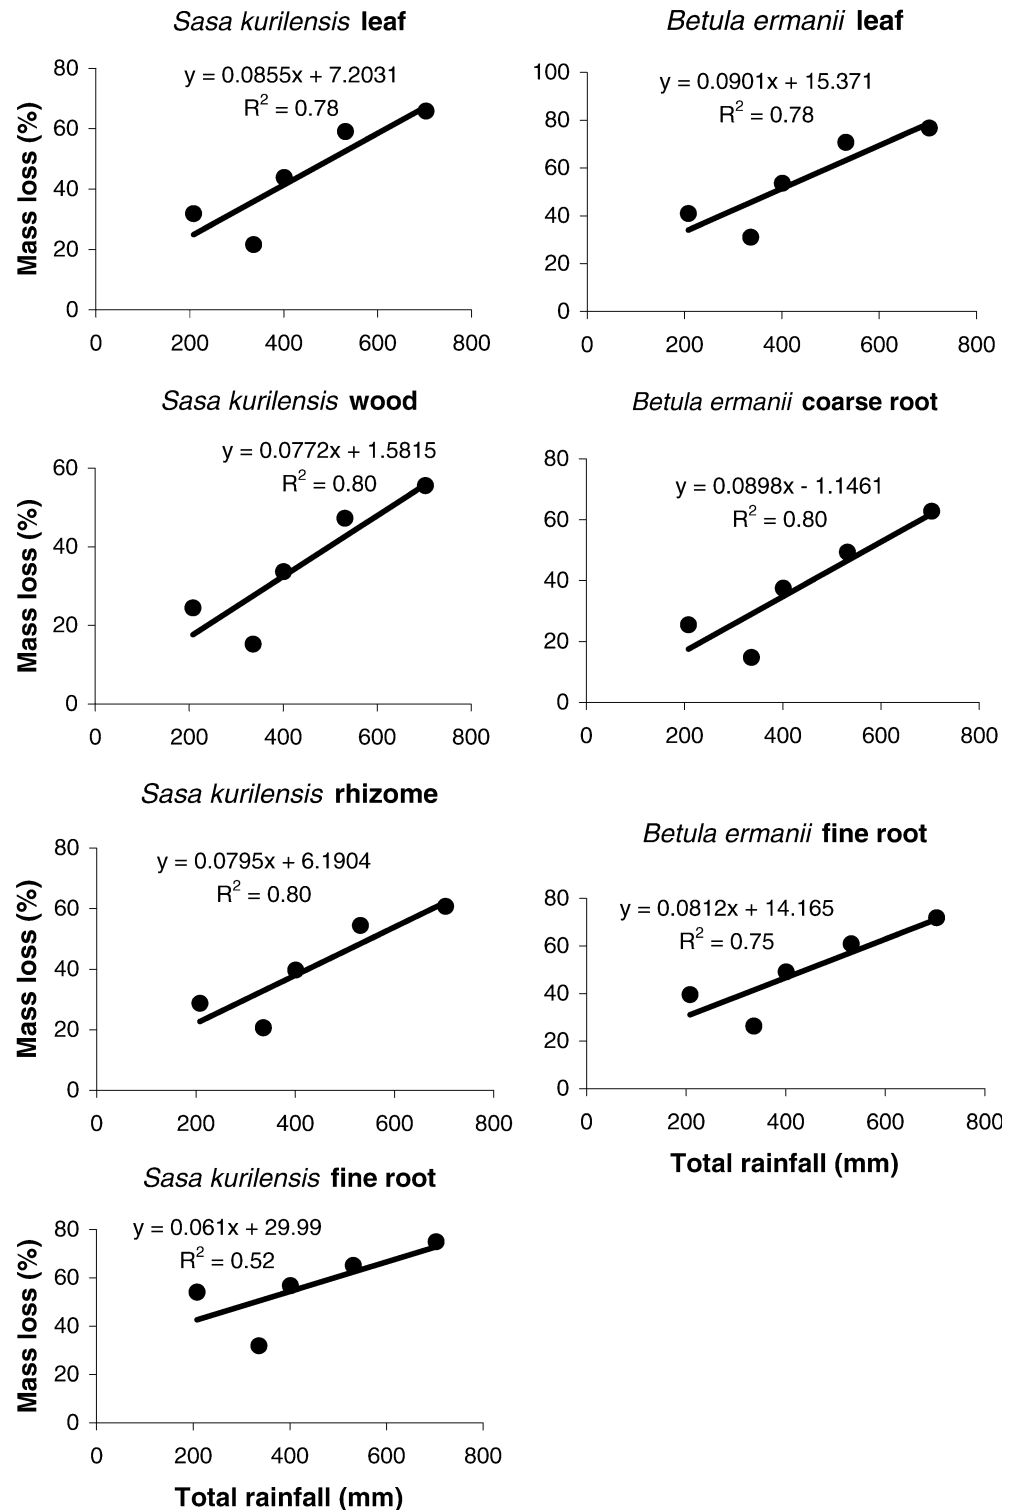 Sasa kurilensis leaf
y = 0.0855x + 7.2031
R² = 0.78
Mass loss (%)
80
60
40
20
0
0 200 400 600 800
Betula ermanii leaf
y = 0.0901x + 15.371
R² = 0.78
100
80
60
40
20
0
0 200 400 600 800
Sasa kurilensis wood
y = 0.0772x + 1.5815
R² = 0.80
Mass loss (%)
60
40
20
0
0 200 400 600 800
Betula ermanii coarse root
y = 0.0898x - 1.1461
R² = 0.80
80
60
40
20
0
0 200 400 600 800
Sasa kurilensis rhizome
y = 0.0795x + 6.1904
R² = 0.80
Mass loss (%)
80
60
40
20
0
0 200 400 600 800
Betula ermanii fine root
y = 0.0812x + 14.165
R² = 0.75
80
60
40
20
0
0 200 400 600 800
Total rainfall (mm)
Sasa kurilensis fine root
y = 0.061x + 29.99
R² = 0.52
Mass loss (%)
80
60
40
20
0
0 200 400 600 800
Total rainfall (mm)